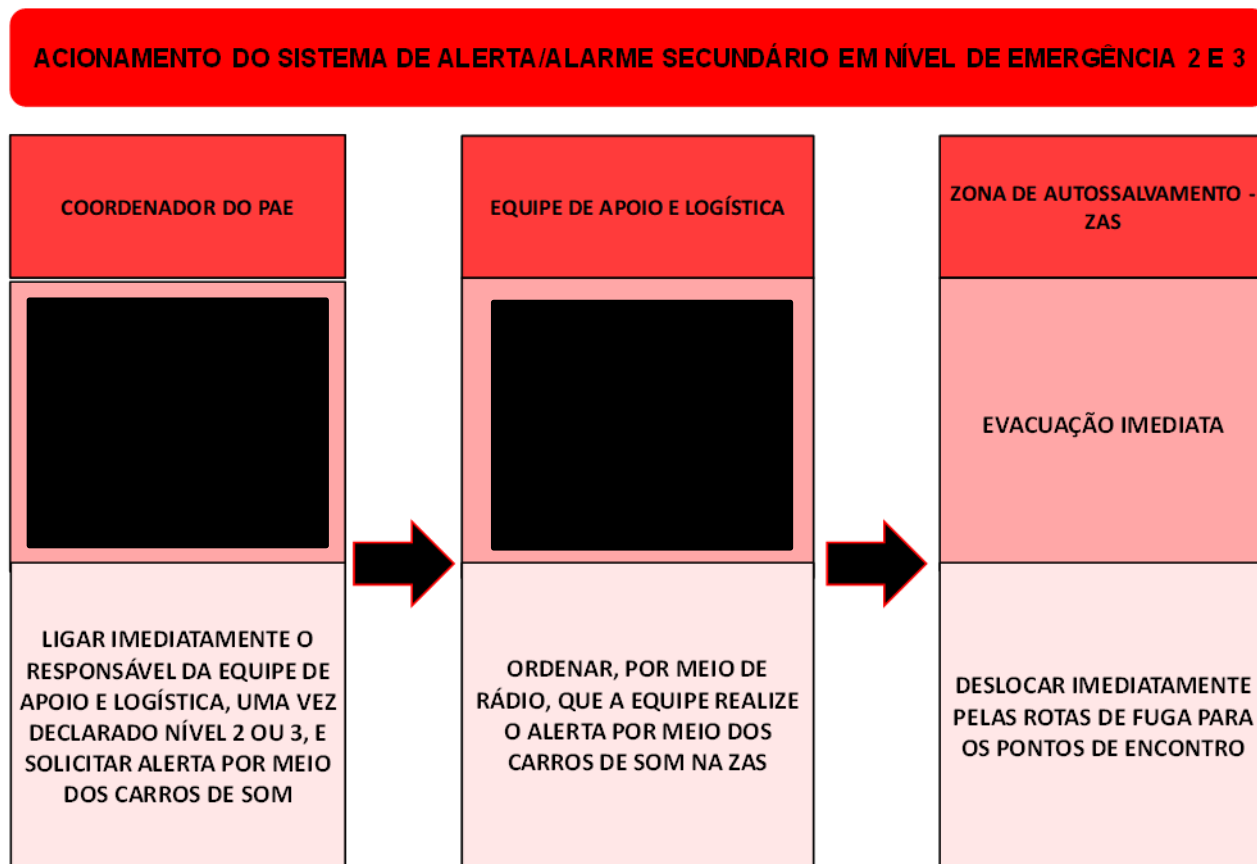 ACIONAMENTO DO SISTEMA DE ALERTA/ALARME SECUNDÁRIO EM NÍVEL DE EMERGÊNCIA 2 E 3
COORDENADOR DO PAE
LIGAR IMEDIATAMENTE O
RESPONSÁVEL DA EQUIPE DE
APOIO E LOGÍSTICA, UMA VEZ
DECLARADO NÍVEL 2 OU 3, E
SOLICITAR ALERTA POR MEIO
DOS CARROS DE SOM
EQUIPE DE APOIO E LOGÍSTICA
ORDENAR, POR MEIO DE
RÁDIO, QUE A EQUIPE REALIZE
O ALERTA POR MEIO DOS
CARROS DE SOM NA ZAS
ZONA DE AUTOSSALVAMENTO -
ZAS
EVACUAÇÃO IMEDIATA
DESLOCAR IMEDIATAMENTE
PELAS ROTAS DE FUGA PARA
OS PONTOS DE ENCONTRO